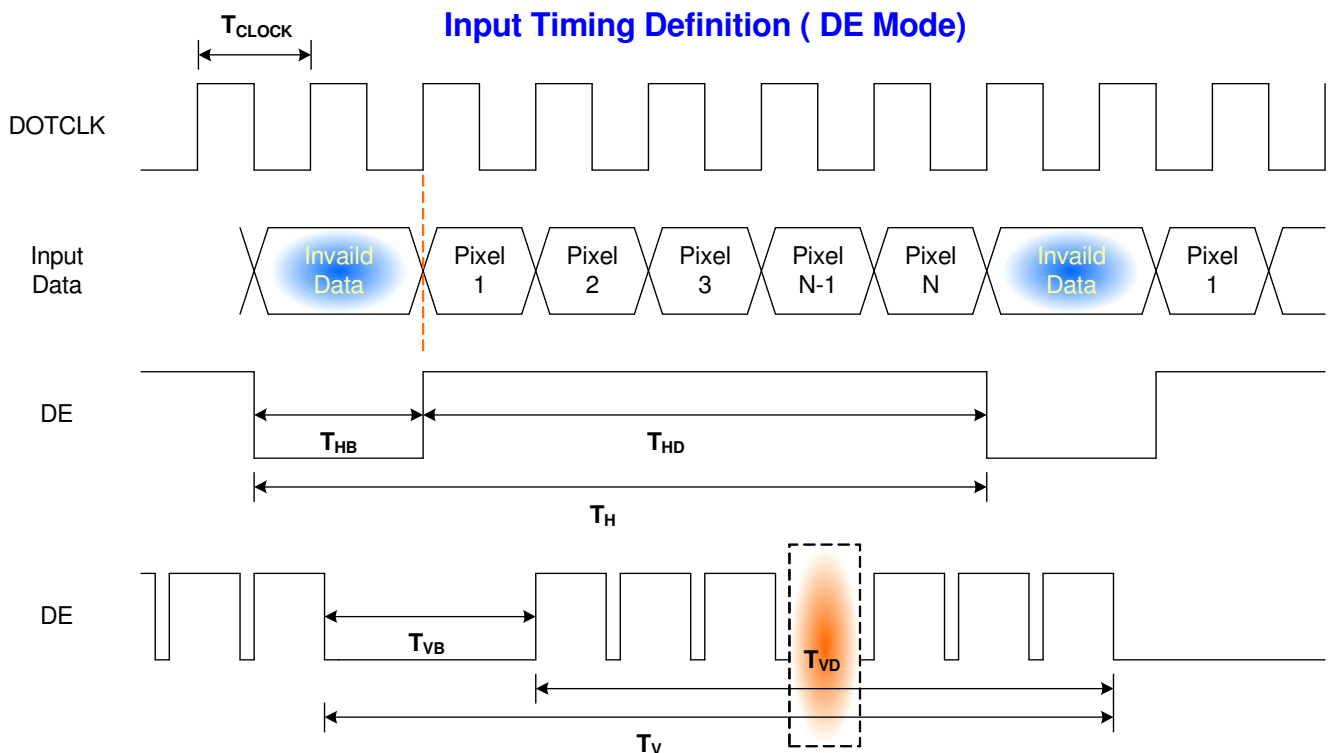 Input Timing Definition ( DE Mode)
TCLOCK
DOTCLK
Input
Data
Invaild
Data
Pixel
1
Pixel
2
Pixel
3
Pixel
N-1
Pixel
N
Invaild
Data
Pixel
1
DE
THB
THD
TH
DE
TVB
TVD
TV